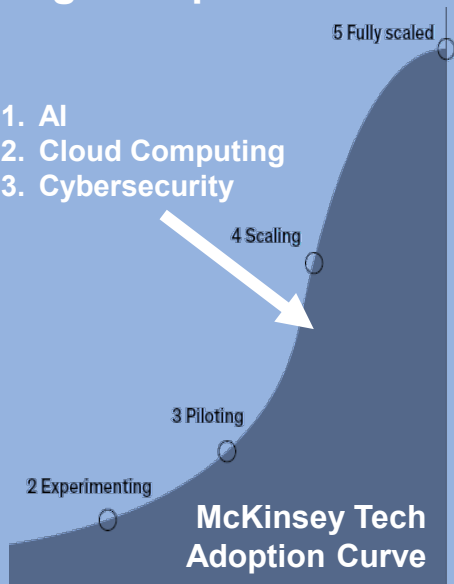 5 Fully scaled
1. AI
2. Cloud Computing
3. Cybersecurity
4 Scaling
3 Piloting
2 Experimenting
McKinsey Tech
Adoption Curve